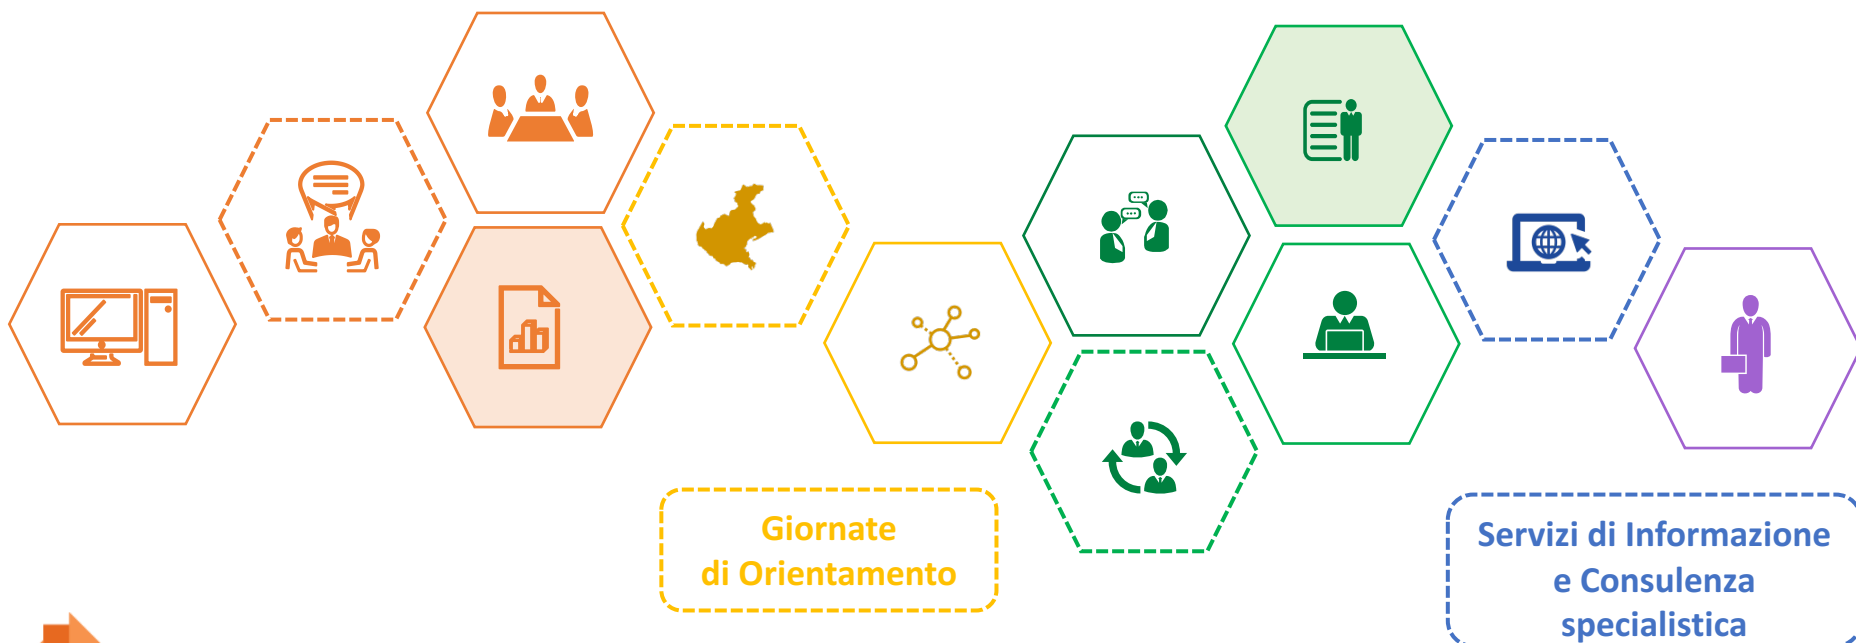 Giornate
di Orientamento
Servizi di Informazione
e Consulenza
specialistica